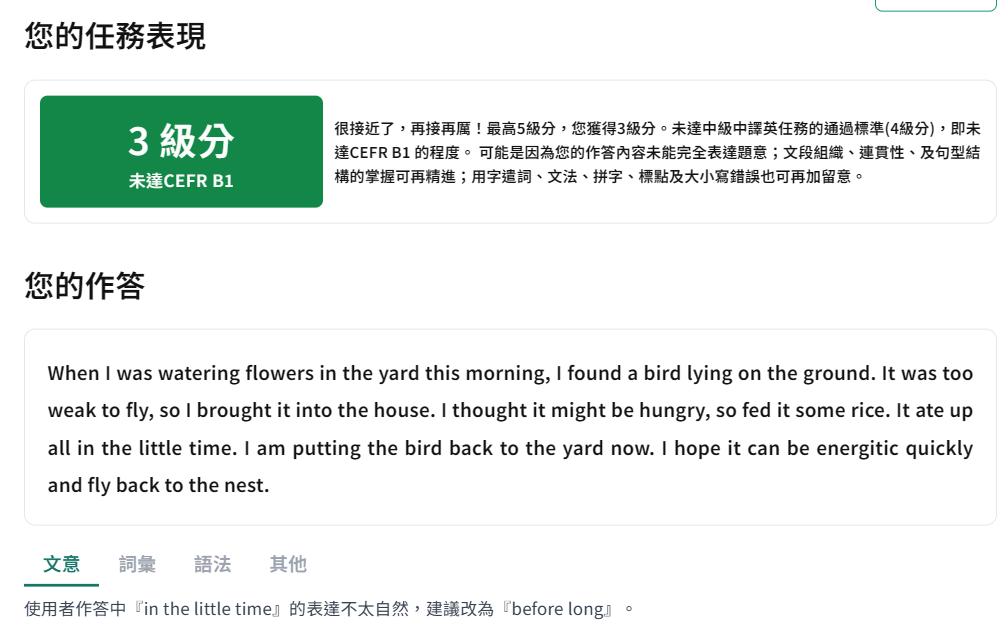 您的任務表現
3 級分
未達CEFR B1
很接近了，再接再厲！最高5級分，您獲得3級分。未達中級中譯英任務的通過標準(4級分)，即未
達CEFR B1 的程度。 可能是因為您的作答內容未能完全表達題意；文段組織、連貫性、及句型結
構的掌握可再精進；用字遣詞、文法、拼字、標點及大小寫錯誤也可再加留意。
您的作答
When I was watering flowers in the yard this morning, I found a bird lying on the ground. It was too
weak to fly, so I brought it into the house. I thought it might be hungry, so fed it some rice. It ate up
all in the little time. I am putting the bird back to the yard now. I hope it can be energitic quickly
and fly back to the nest.
文意 詞彙 語法 其他
使用者作答中『in the little time』的表達不太自然，建議改為『before long』。